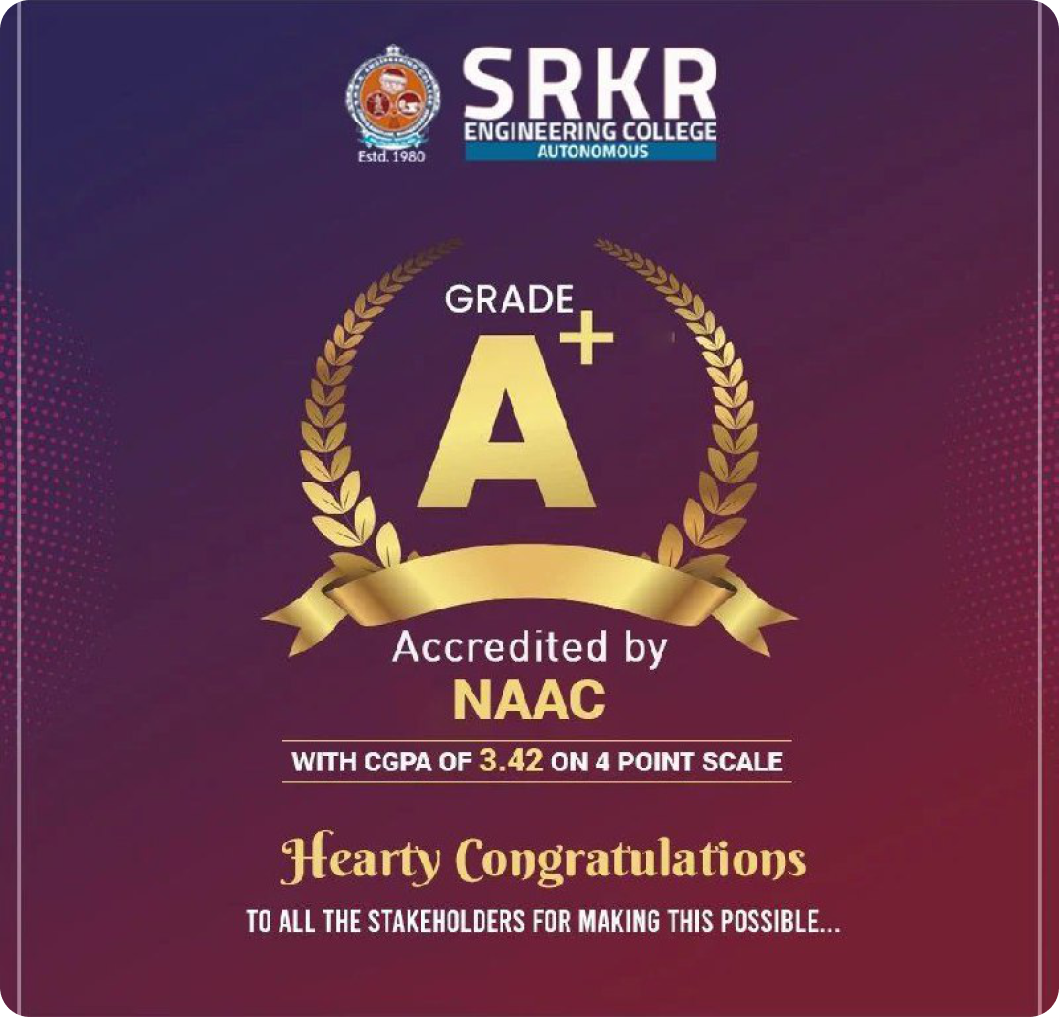 SRKR
ENGINEERING COLLEGE
AUTONOMOUS
Estd. 1980
GRADE
A+
Accredited by
NAAC
WITH CGPA OF 3.42 ON 4 POINT SCALE
Hearty Congratulations
TO ALL THE STAKEHOLDERS FOR MAKING THIS POSSIBLE...